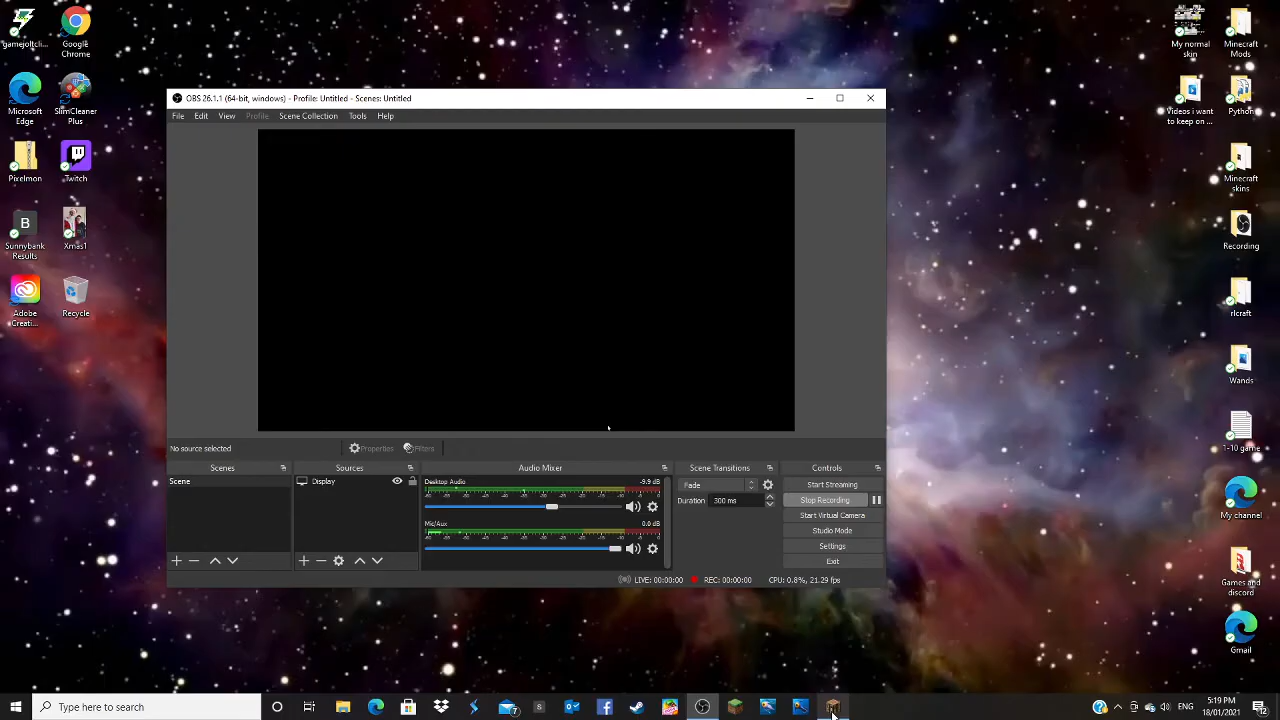 gamejoltcli...
Google Chrome
Microsoft Edge
SlimCleaner Plus
Pixelmon
Twitch
B
Sunnybank Results
Xmas1
Adobe Creati...
Recycle
OBS 26.1.1 (64-bit, windows) - Profile: Untitled - Scenes: Untitled
File Edit View Profile Scene Collection Tools Help
No source selected
Properties Filters
Scenes
Scene
Sources
Display
Audio Mixer
Desktop Audio -9.9 dB
Mic/Aux 0.0 dB
Scene Transitions
Fade
Duration 300 ms
Controls
Start Streaming
Stop Recording
Start Virtual Camera
Studio Mode
Settings
Exit
LIVE: 00:00:00 REC: 00:00:00 CPU: 0.8%, 21.29 fps
My normal skin
Minecraft Mods
Videos i want to keep on ...
Python
Minecraft skins
Recording
rlcraft
Wands
1-10 game
My channel
Games and discord
Gmail
Type here to search
7
S
5:19 PM
18/01/2021
12